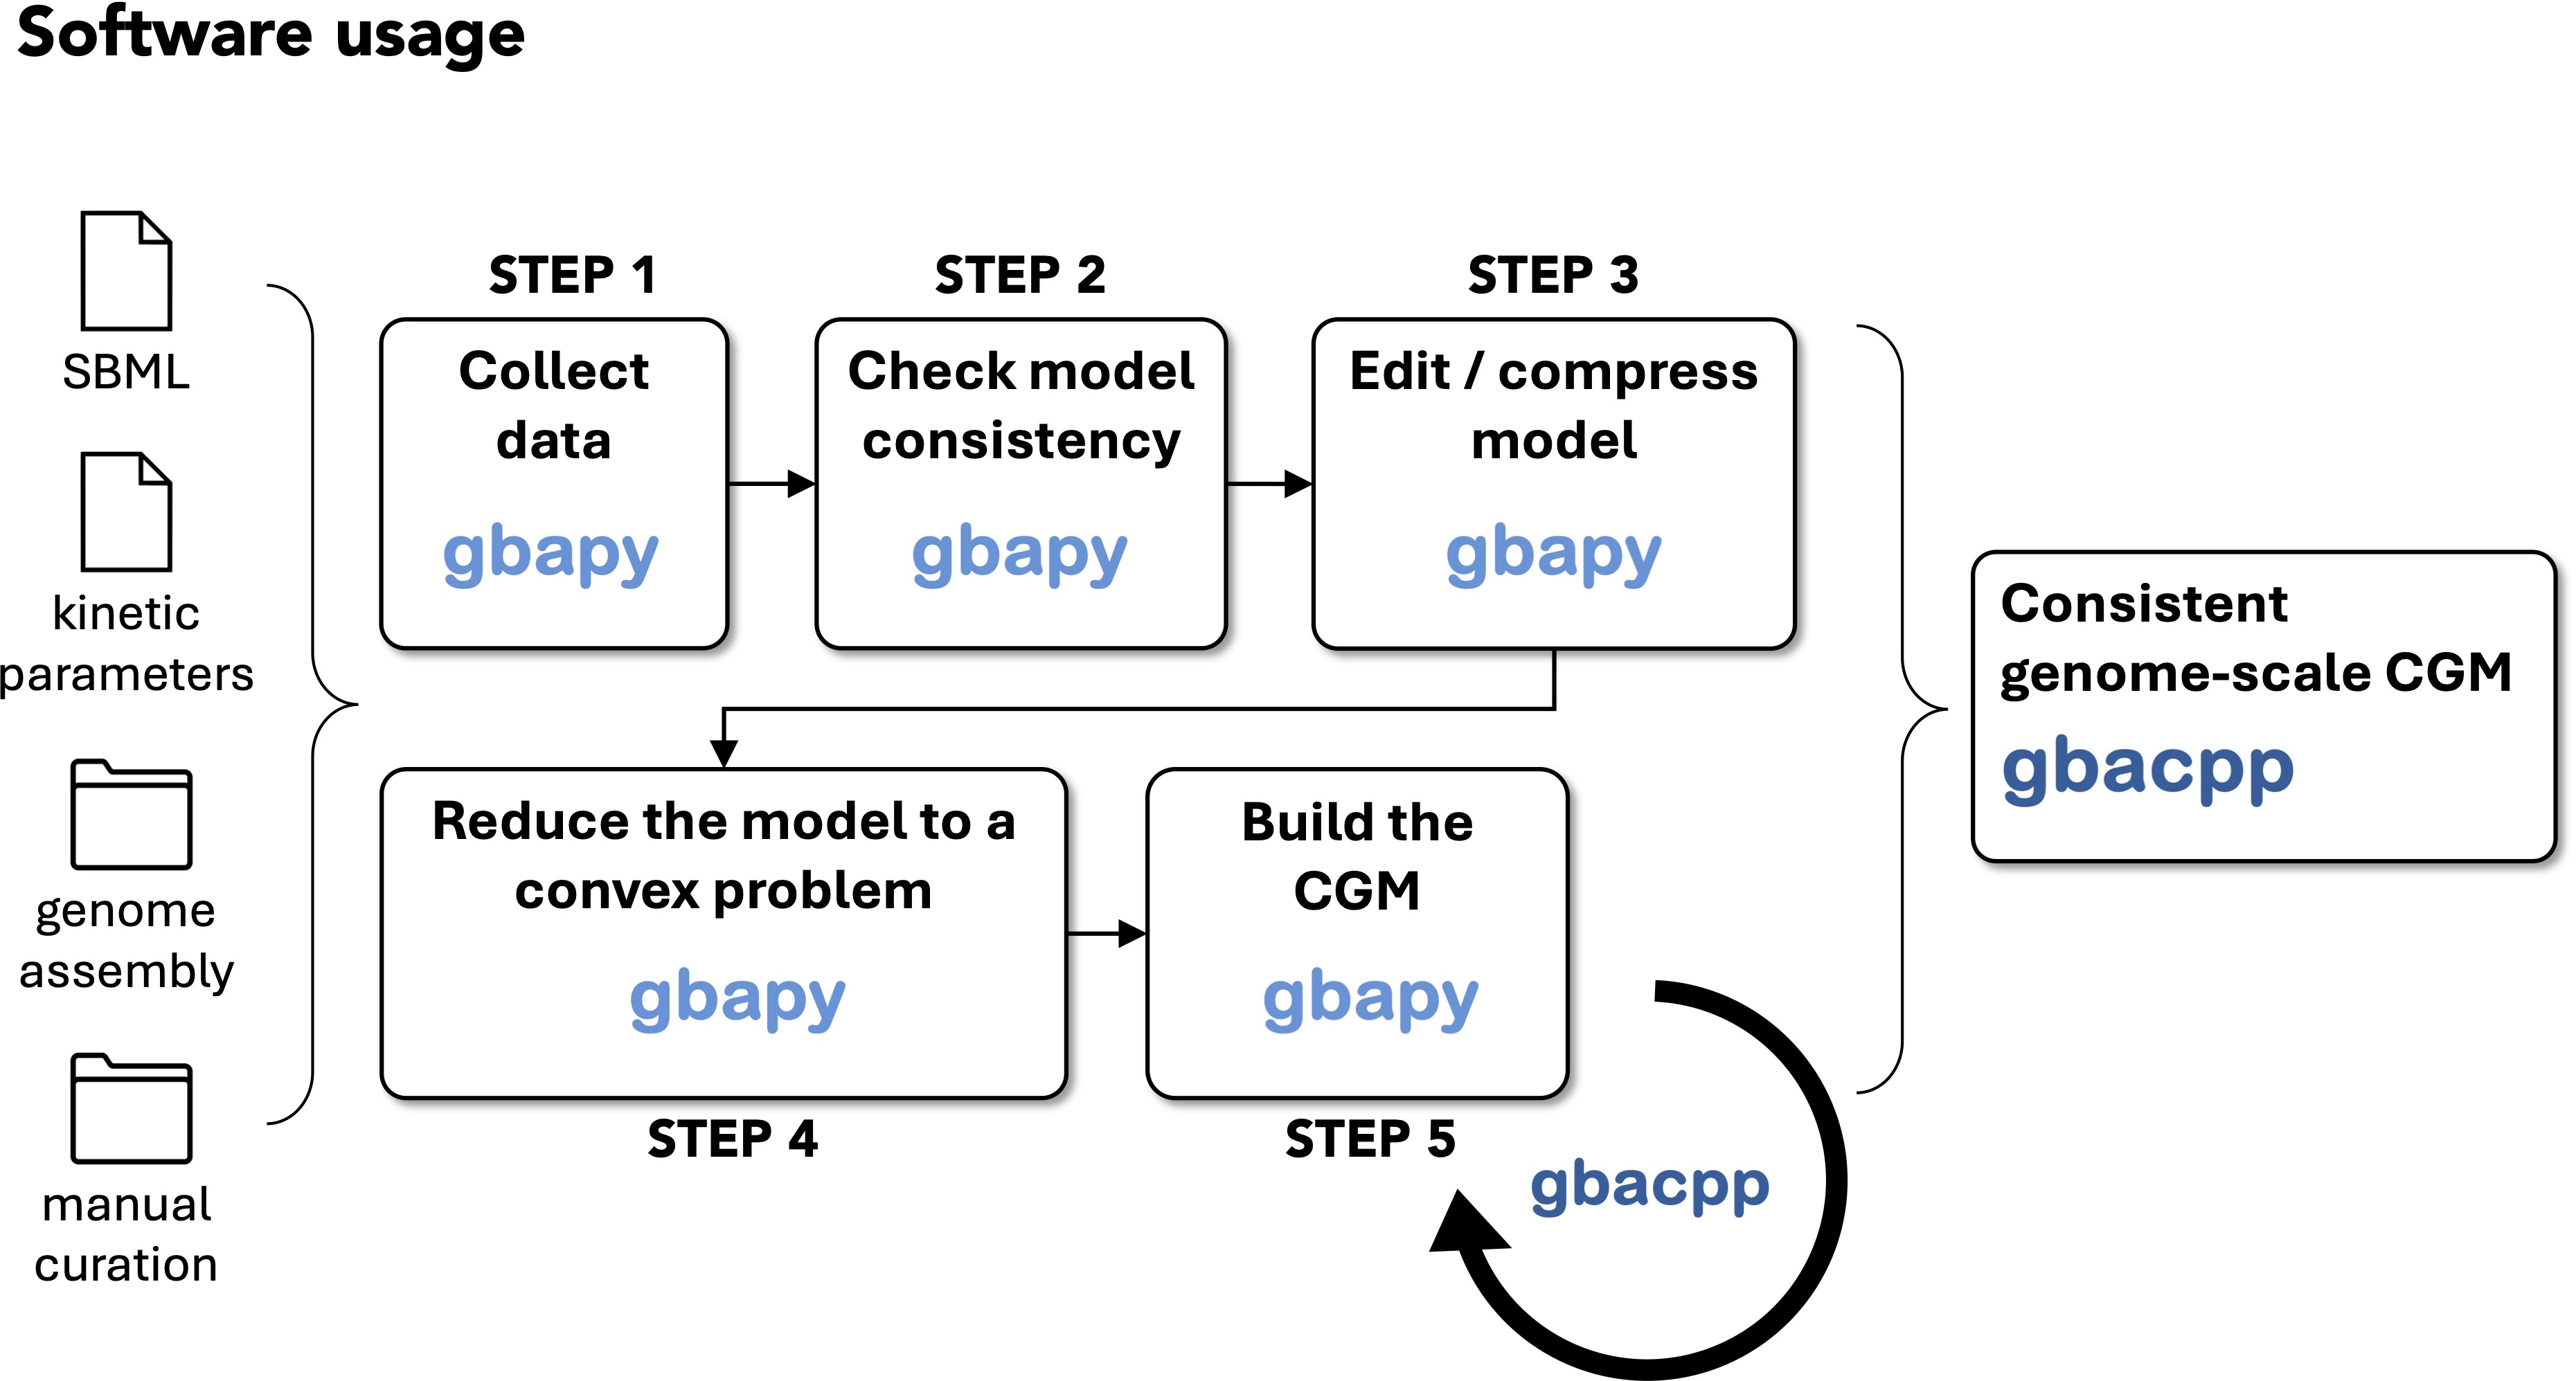 Software usage
SBML
kinetic
parameters
genome
assembly
manual
curation
STEP 1
Collect
data
gbapy
STEP 2
Check model
consistency
gbapy
STEP 3
Edit / compress
model
gbapy
Reduce the model to a
convex problem
gbapy
STEP 4
Build the
CGM
gbapy
STEP 5
gbacpp
Consistent
genome-scale CGM
gbacpp